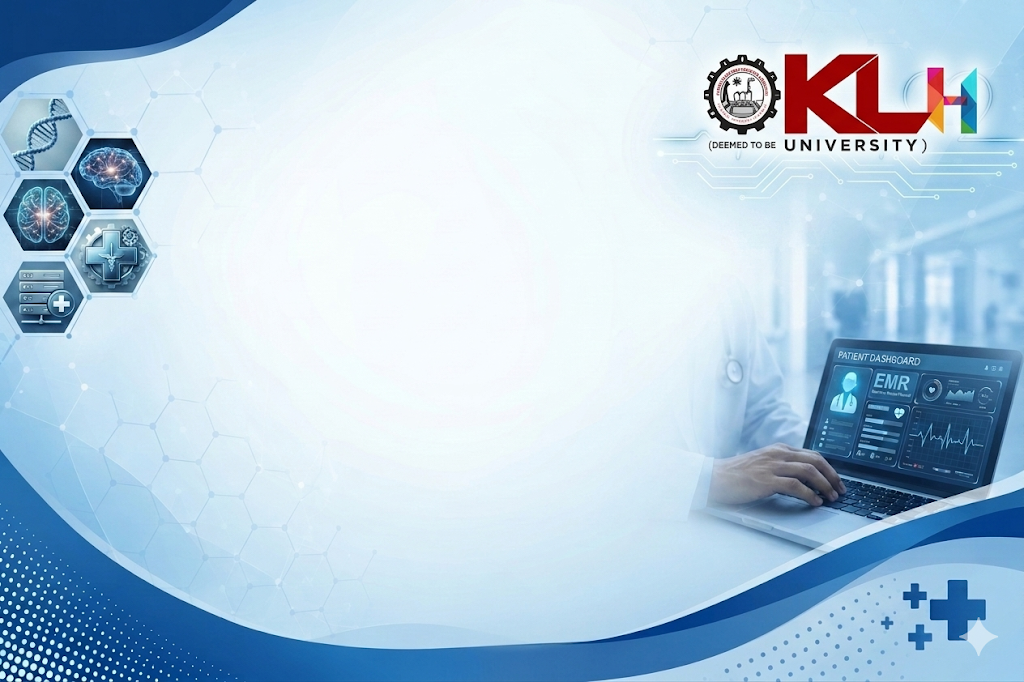 KLH
(DEEMED TO BE UNIVERSITY)
PATIENT DASHBOARD
EMR